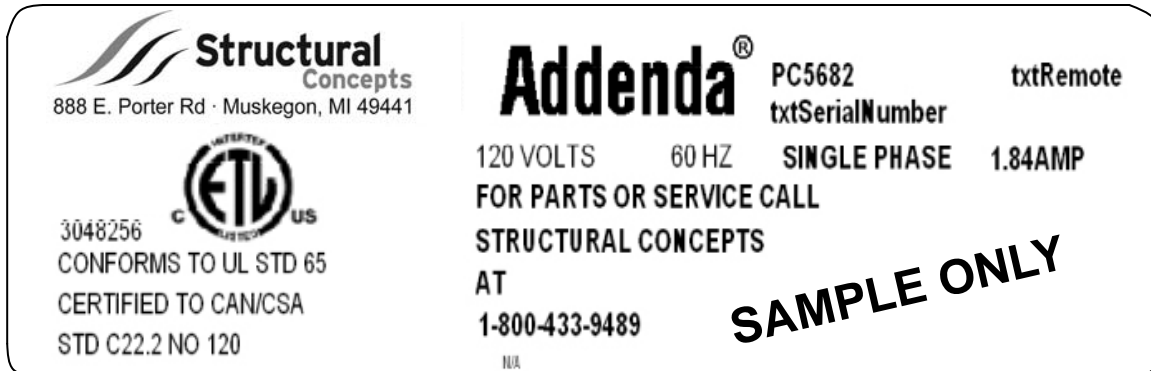 Structural
Concepts
888 E. Porter Rd · Muskegon, MI 49441
INTERTEK
ETL
C US
LISTED
3048256
CONFORMS TO UL STD 65
CERTIFIED TO CAN/CSA
STD C22.2 NO 120
Addenda®
PC5682 txtRemote
txtSerialNumber
120 VOLTS 60 HZ SINGLE PHASE 1.84AMP
FOR PARTS OR SERVICE CALL
STRUCTURAL CONCEPTS
AT
1-800-433-9489
N/A
SAMPLE ONLY